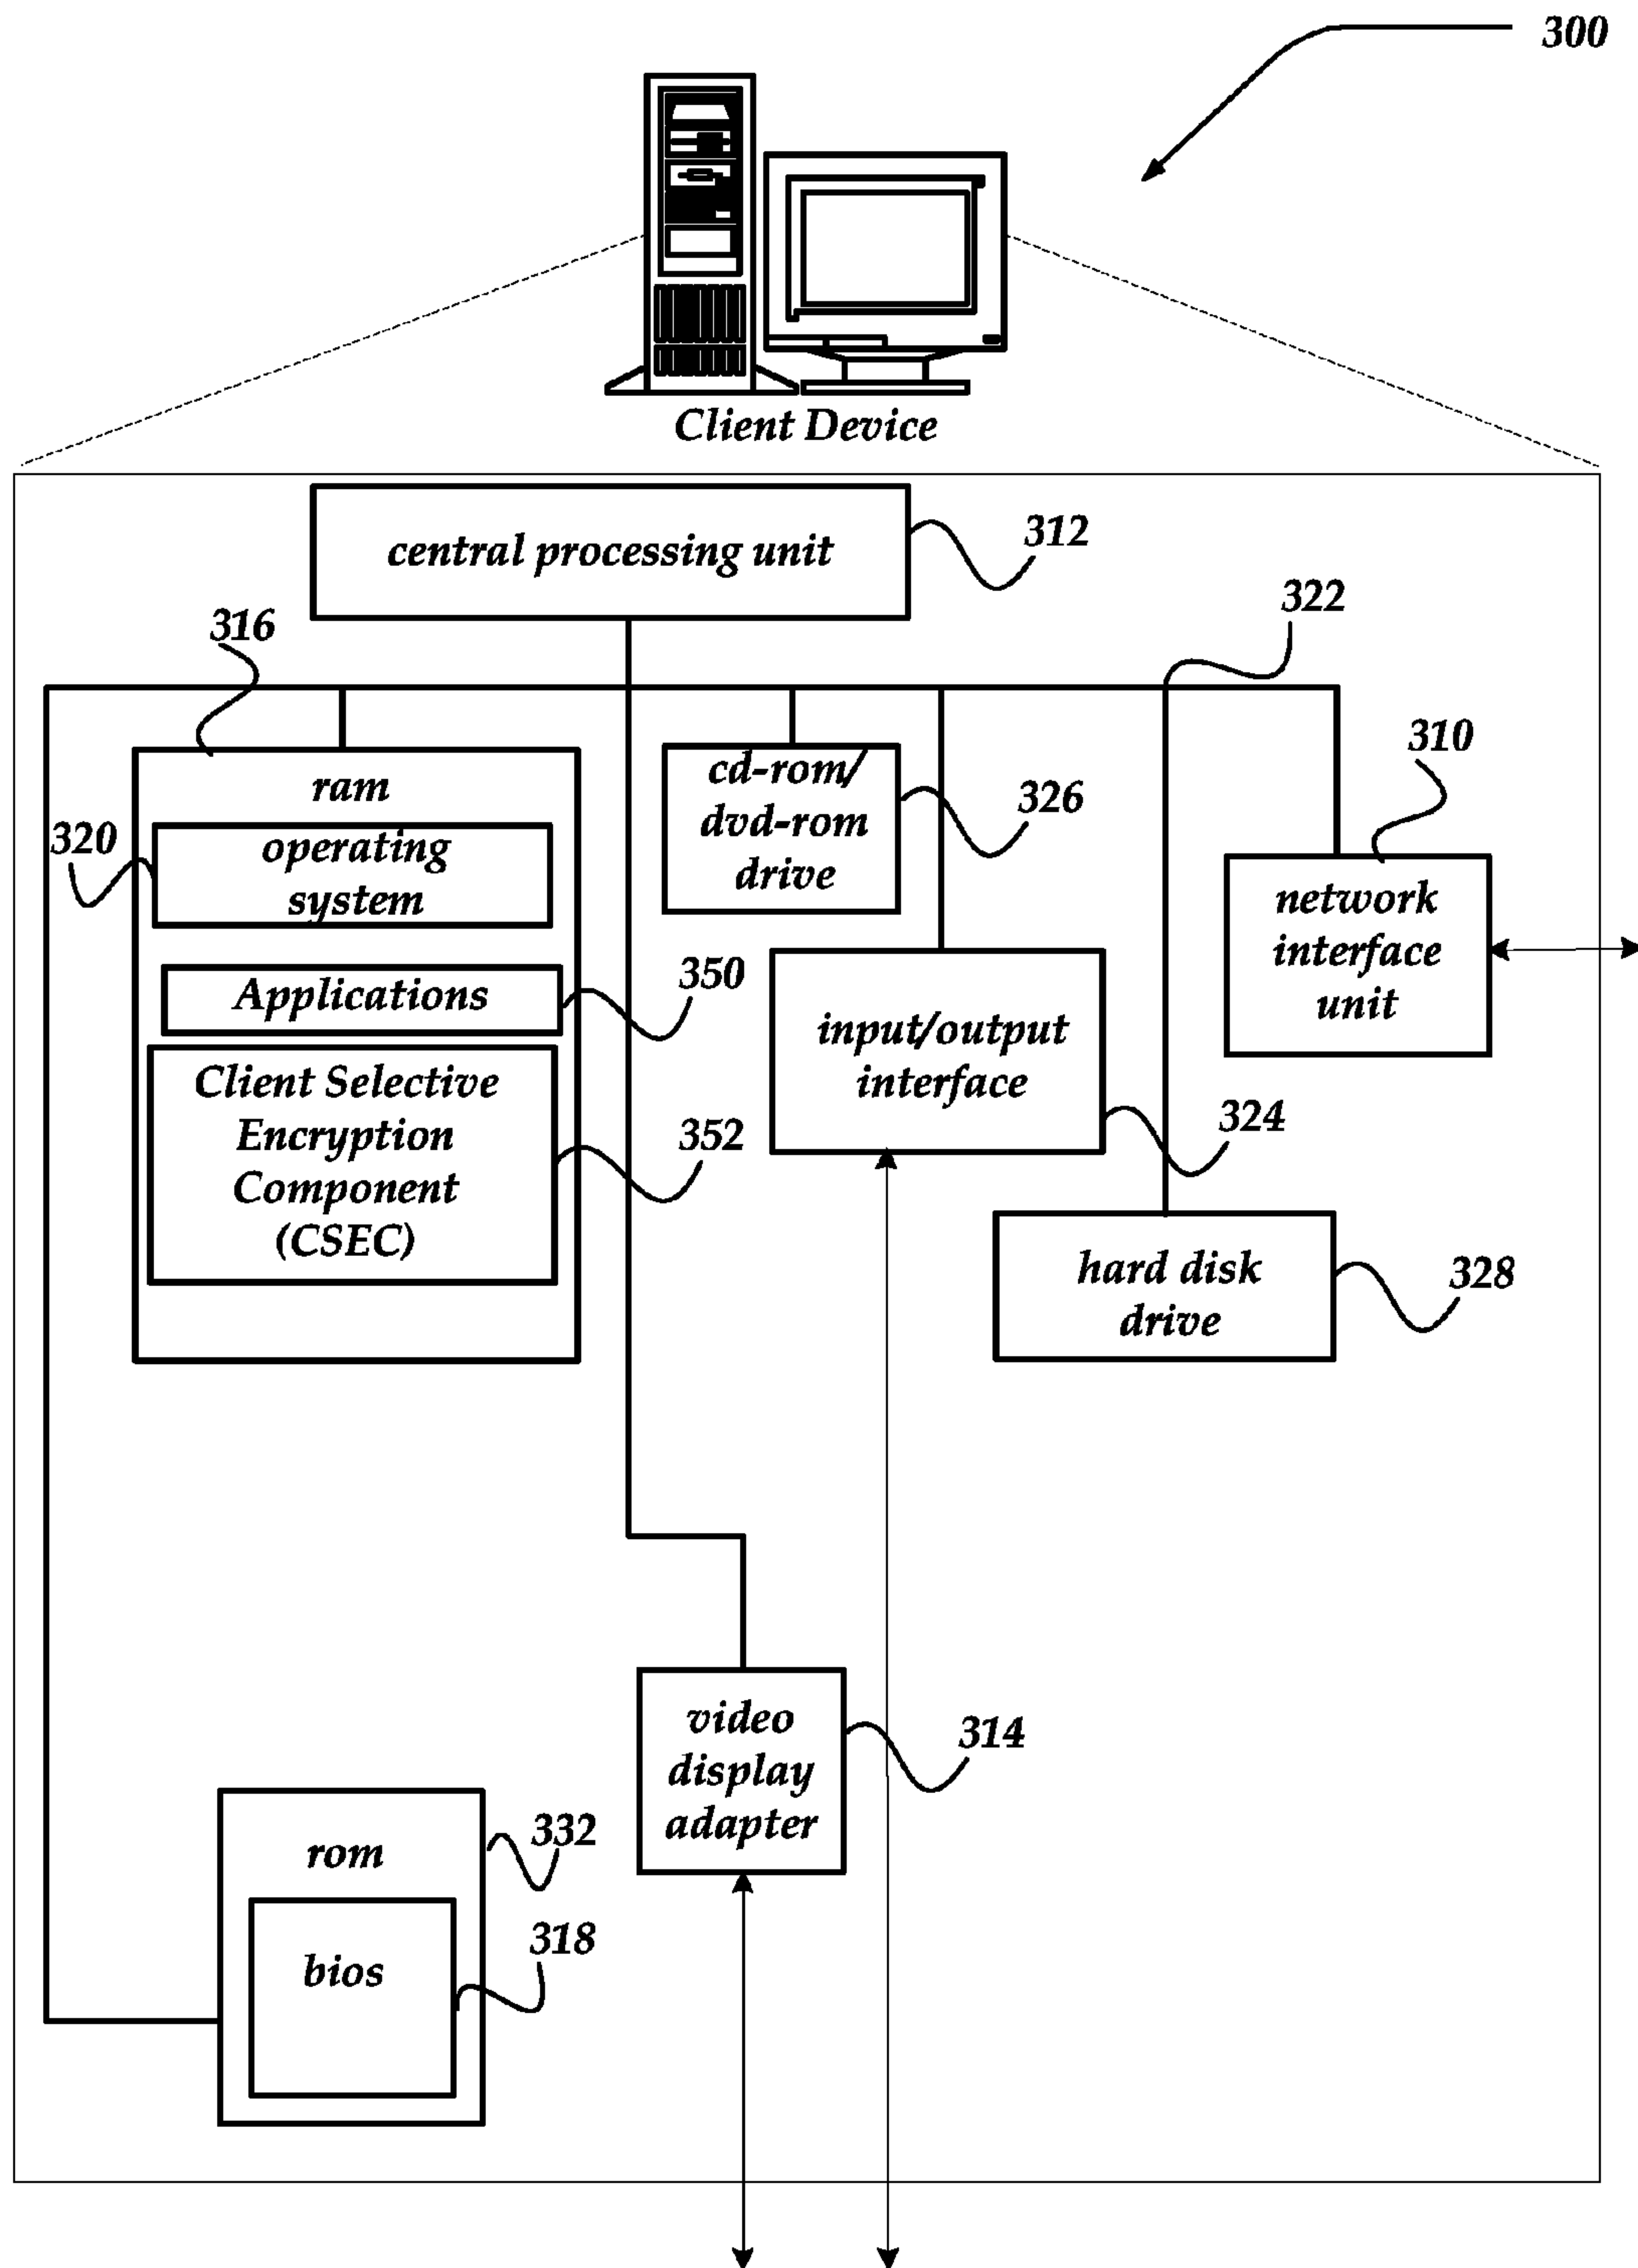 300
Client Device
central processing unit
312
322
316
310
ram
cd-rom/
dvd-rom
drive
326
320
operating
system
network
interface
unit
350
Applications
input/output
interface
Client Selective
Encryption
Component
(CSEC)
352
324
hard disk
drive
328
video
display
adapter
314
rom
332
bios
318